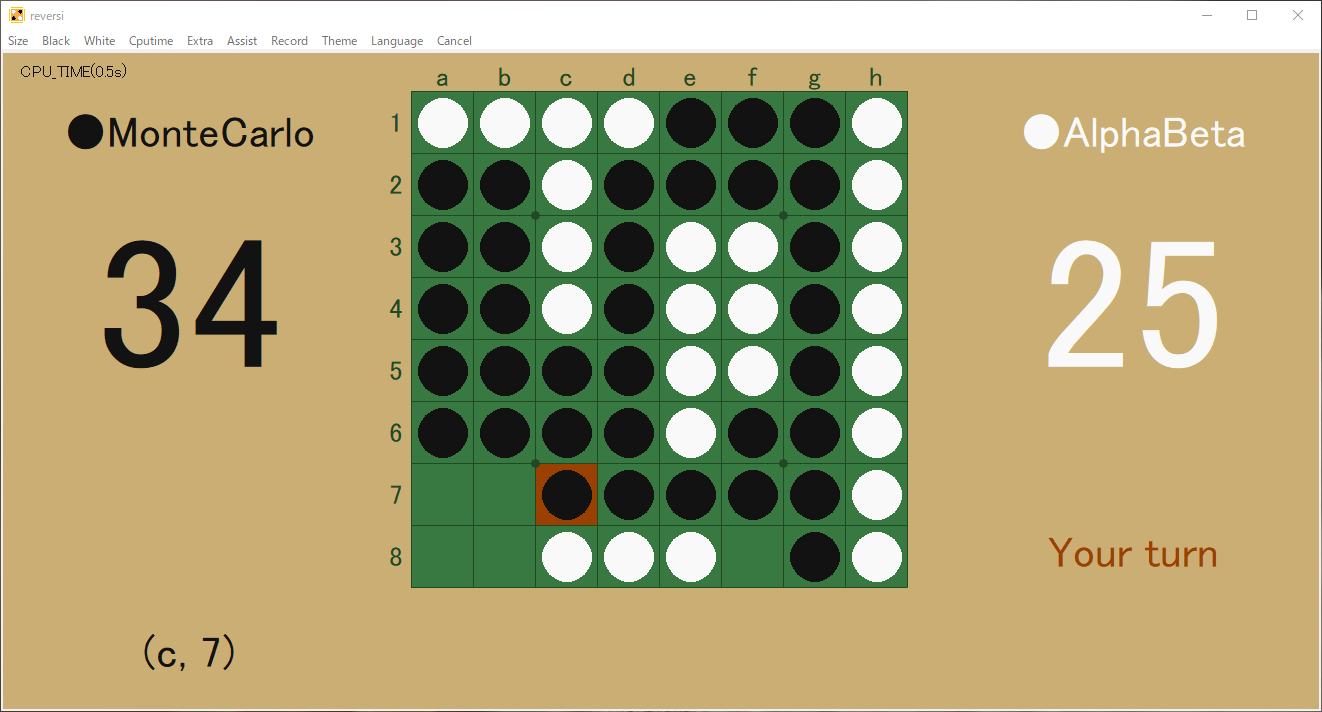 reversi
Size Black White Cputime Extra Assist Record Theme Language Cancel
CPU_TIME(0.5s)
a b c d e f g h
●MonteCarlo
34
1
2
3
4
5
6
7
8
AlphaBeta
25
Your turn
(c, 7)